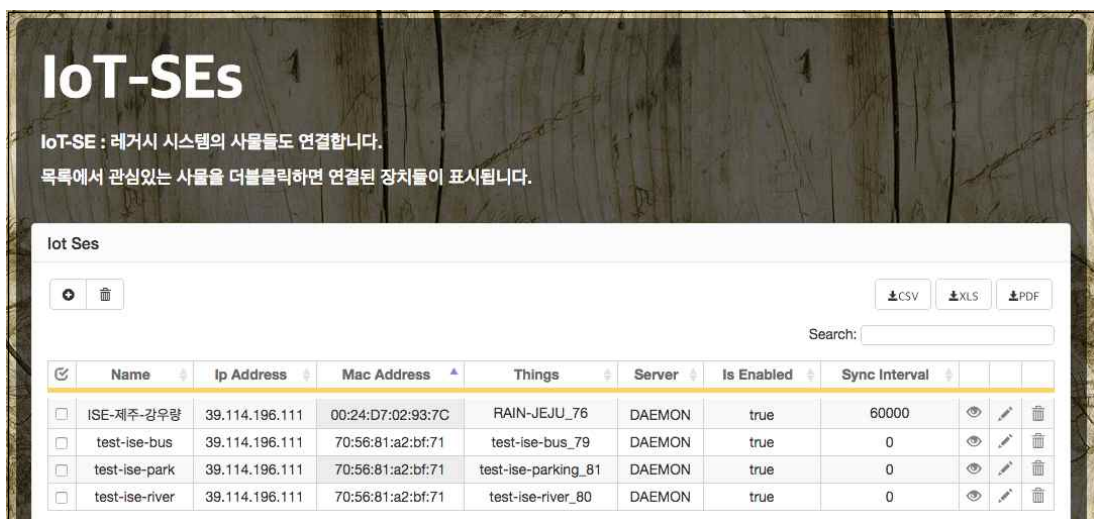 IoT-SEs
IoT-SE : 레거시 시스템의 사물들도 연결합니다.
목록에서 관심있는 사물을 더블클릭하면 연결된 장치들이 표시됩니다.
Iot Ses
CSV XLS PDF
Search:
Name Ip Address Mac Address Things Server Is Enabled Sync Interval
ISE-제주-강우량 39.114.196.111 00:24:D7:02:93:7C RAIN-JEJU_76 DAEMON true 60000
test-ise-bus 39.114.196.111 70:56:81:a2:bf:71 test-ise-bus_79 DAEMON true 0
test-ise-park 39.114.196.111 70:56:81:a2:bf:71 test-ise-parking_81 DAEMON true 0
test-ise-river 39.114.196.111 70:56:81:a2:bf:71 test-ise-river_80 DAEMON true 0